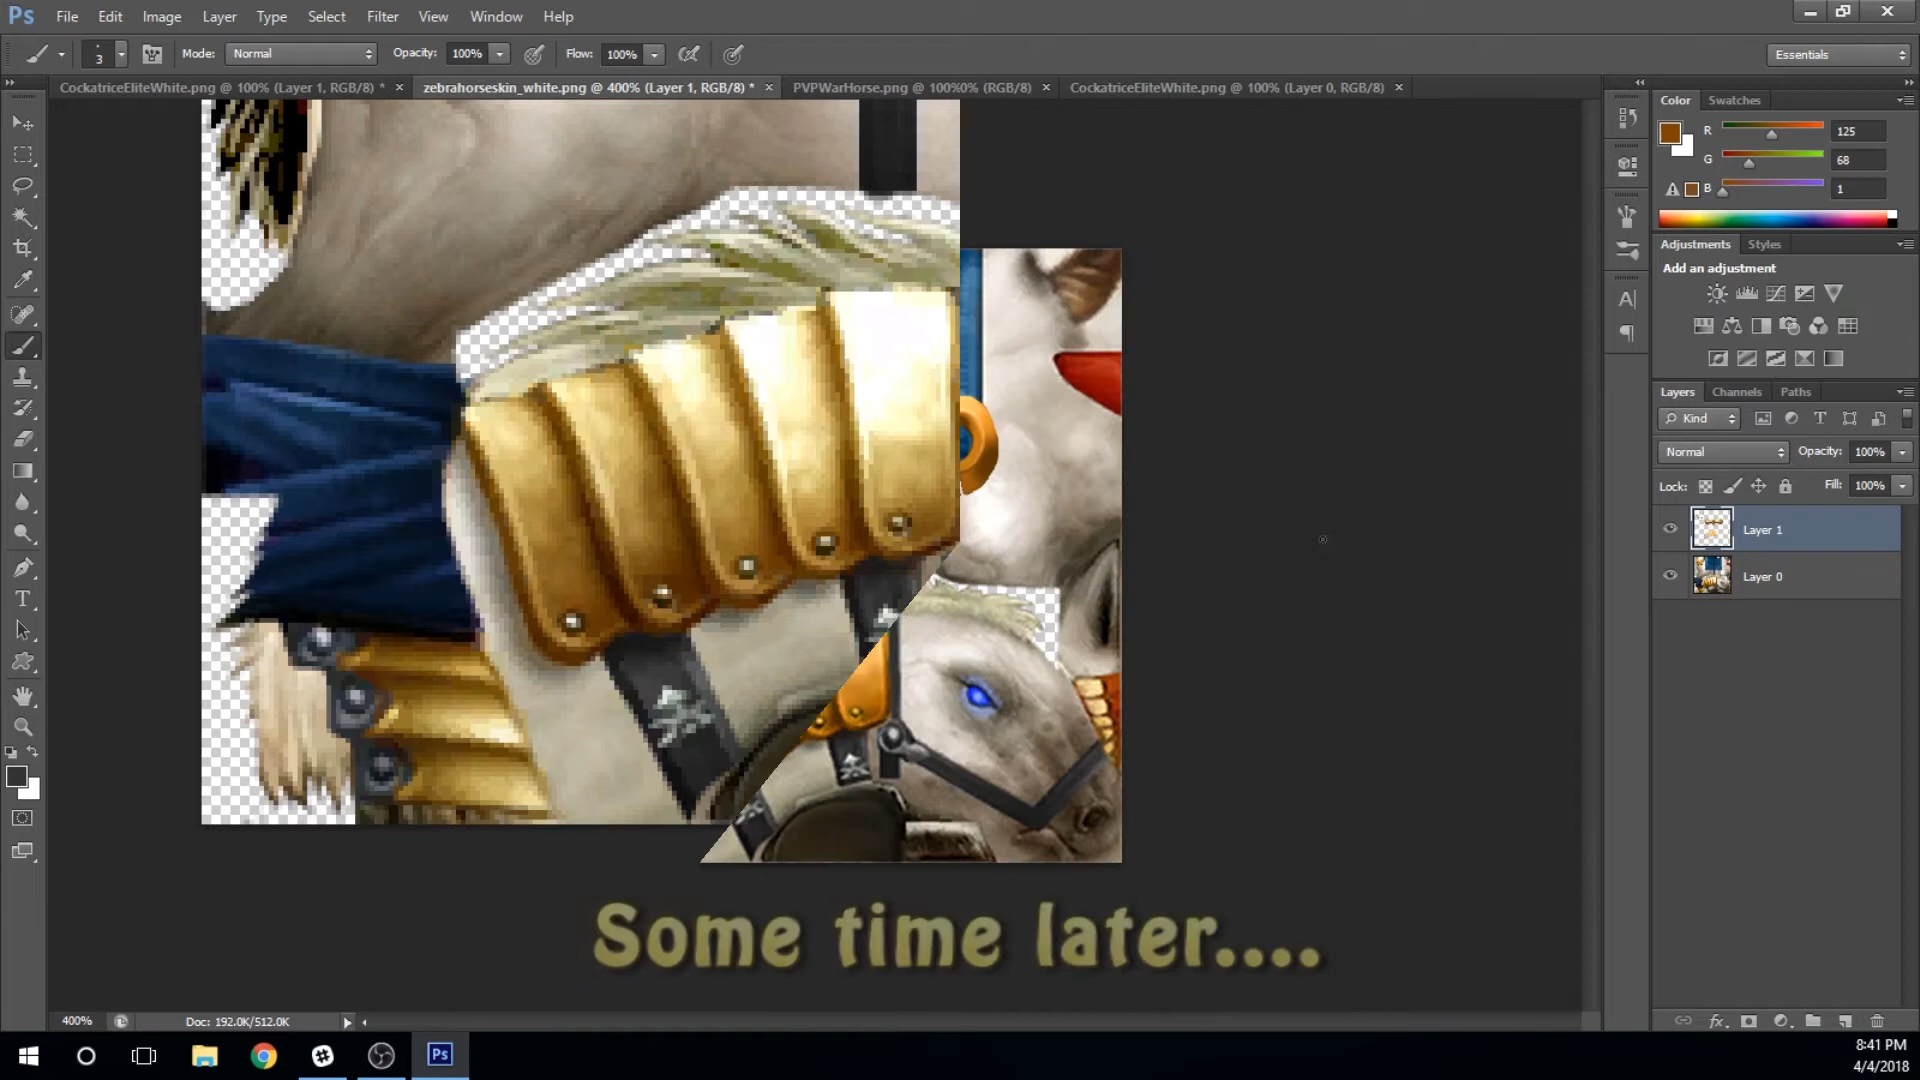 Ps File Edit Image Layer Type Select Filter View Window Help
3 Mode: Normal Opacity: 100% Flow: 100% Essentials
CockatriceEliteWhite.png @ 100% (Layer 1, RGB/8) * × zebrahorseskin_white.png @ 400% (Layer 1, RGB/8) * × PVPWarHorse.png @ 100%0% (RGB/8) × CockatriceEliteWhite.png @ 100% (Layer 0, RGB/8) ×
Color Swatches
R 125
G 68
B 1
Adjustments Styles
Add an adjustment
Layers Channels Paths
Kind
Normal Opacity: 100%
Lock: Fill: 100%
Layer 1
Layer 0
Some time later....
400% Doc: 192.0K/512.0K
fx
Ps
8:41 PM
4/4/2018